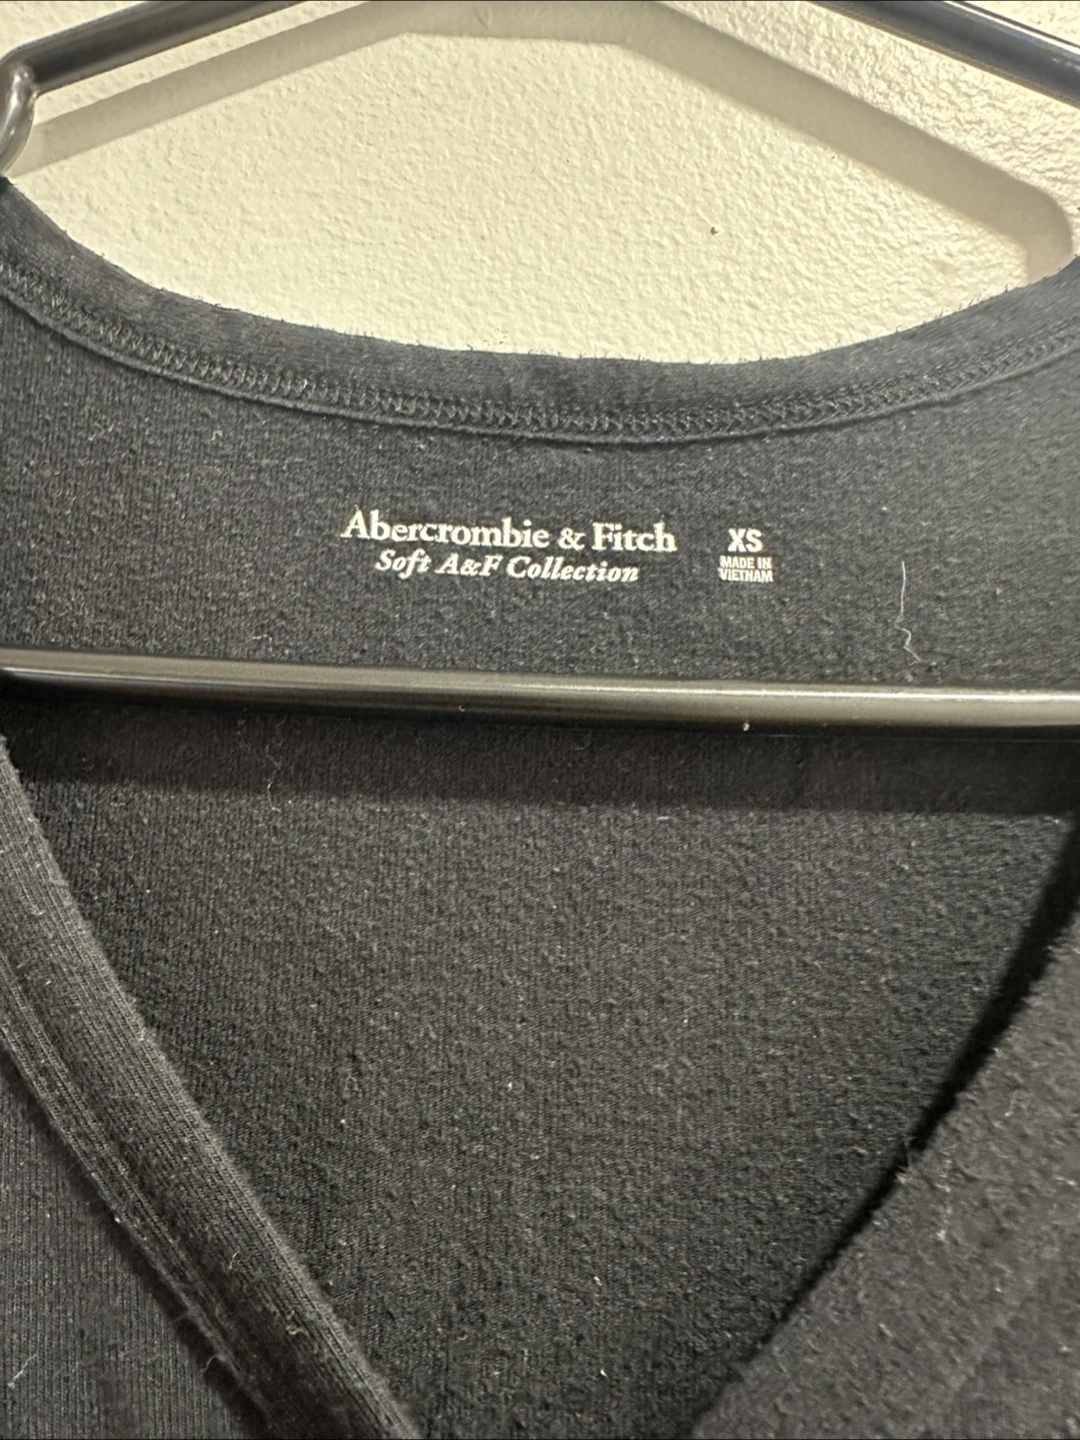 Abercrombie & Fitch
Soft A&F Collection
XS
MADE IN
VIETNAM